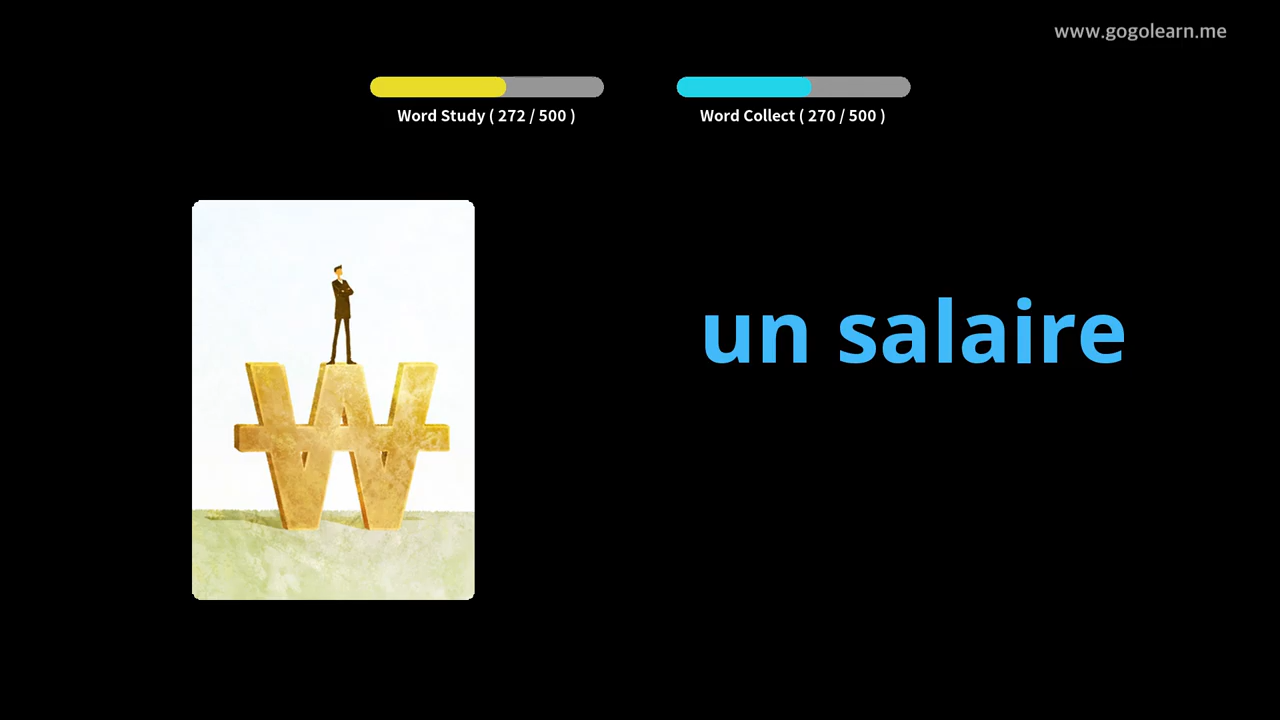 www.gogolearn.me
Word Study ( 272 / 500 )
Word Collect ( 270 / 500 )
un salaire
₩